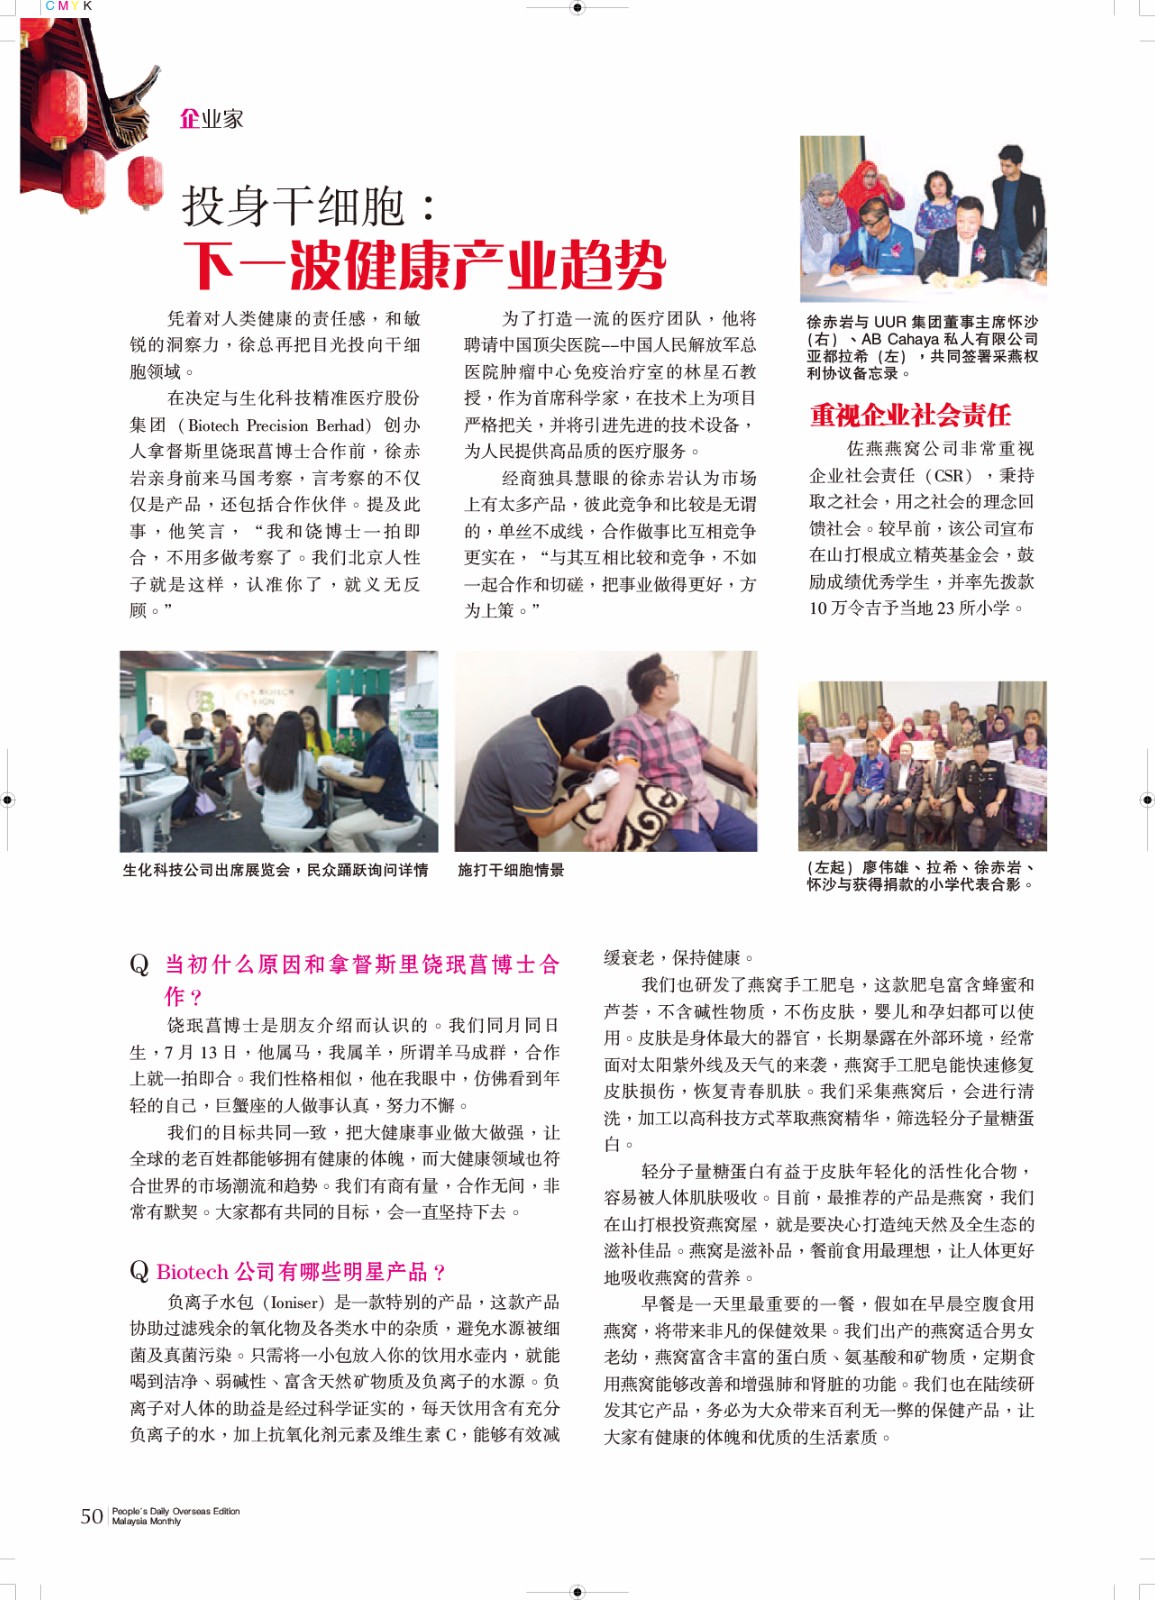 CMYK
企业家
投身干细胞：
下一波健康产业趋势
凭着对人类健康的责任感，和敏
锐的洞察力，徐总再把目光投向干细
胞领域。
在决定与生化科技精准医疗股份
集团（Biotech Precision Berhad）创办
人拿督斯里饶珉菖博士合作前，徐赤
岩亲身前来马国考察，言考察的不仅
仅是产品，还包括合作伙伴。提及此
事，他笑言，“我和饶博士一拍即
合，不用多做考察了。我们北京人性
子就是这样，认准你了，就义无反
顾。”
为了打造一流的医疗团队，他将
聘请中国顶尖医院--中国人民解放军总
医院肿瘤中心免疫治疗室的林星石教
授，作为首席科学家，在技术上为项目
严格把关，并将引进先进的技术设备，
为人民提供高品质的医疗服务。
经商独具慧眼的徐赤岩认为市场
上有太多产品，彼此竞争和比较是无谓
的，单丝不成线，合作做事比互相竞争
更实在，“与其互相比较和竞争，不如
一起合作和切磋，把事业做得更好，方
为上策。”
徐赤岩与 UUR 集团董事主席怀沙
(右) 、AB Cahaya 私人有限公司
亚都拉希 (左) ，共同签署采燕权
利协议备忘录。
重视企业社会责任
佐燕燕窝公司非常重视
企业社会责任（CSR），秉持
取之社会，用之社会的理念回
馈社会。较早前，该公司宣布
在山打根成立精英基金会，鼓
励成绩优秀学生，并率先拨款
10 万令吉予当地 23 所小学。
生化科技公司出席展览会，民众踊跃询问详情
施打干细胞情景
(左起) 廖伟雄、拉希、徐赤岩、
怀沙与获得捐款的小学代表合影。
Q 当初什么原因和拿督斯里饶珉菖博士合
作？
饶珉菖博士是朋友介绍而认识的。我们同月同日
生，7 月 13 日，他属马，我属羊，所谓羊马成群，合作
上就一拍即合。我们性格相似，他在我眼中，仿佛看到年
轻的自己，巨蟹座的人做事认真，努力不懈。
我们的目标共同一致，把大健康事业做大做强，让
全球的老百姓都能够拥有健康的体魄，而大健康领域也符
合世界的市场潮流和趋势。我们有商有量，合作无间，非
常有默契。大家都有共同的目标，会一直坚持下去。
Q Biotech 公司有哪些明星产品？
负离子水包（Ioniser）是一款特别的产品，这款产品
协助过滤残余的氧化物及各类水中的杂质，避免水源被细
菌及真菌污染。只需将一小包放入你的饮用水壶内，就能
喝到洁净、弱碱性、富含天然矿物质及负离子的水源。负
离子对人体的助益是经过科学证实的，每天饮用含有充分
负离子的水，加上抗氧化剂元素及维生素 C，能够有效减
缓衰老，保持健康。
我们也研发了燕窝手工肥皂，这款肥皂富含蜂蜜和
芦荟，不含碱性物质，不伤皮肤，婴儿和孕妇都可以使
用。皮肤是身体最大的器官，长期暴露在外部环境，经常
面对太阳紫外线及天气的来袭，燕窝手工肥皂能快速修复
皮肤损伤，恢复青春肌肤。我们采集燕窝后，会进行清
洗，加工以高科技方式萃取燕窝精华，筛选轻分子量糖蛋
白。
轻分子量糖蛋白有益于皮肤年轻化的活性化合物，
容易被人体肌肤吸收。目前，最推荐的产品是燕窝，我们
在山打根投资燕窝屋，就是要决心打造纯天然及全生态的
滋补佳品。燕窝是滋补品，餐前食用最理想，让人体更好
地吸收燕窝的营养。
早餐是一天里最重要的一餐，假如在早晨空腹食用
燕窝，将带来非凡的保健效果。我们出产的燕窝适合男女
老幼，燕窝富含丰富的蛋白质、氨基酸和矿物质，定期食
用燕窝能够改善和增强肺和肾脏的功能。我们也在陆续研
发其它产品，务必为大众带来百利无一弊的保健产品，让
大家有健康的体魄和优质的生活素质。
50 People's Daily Overseas Edition
Malaysia Monthly